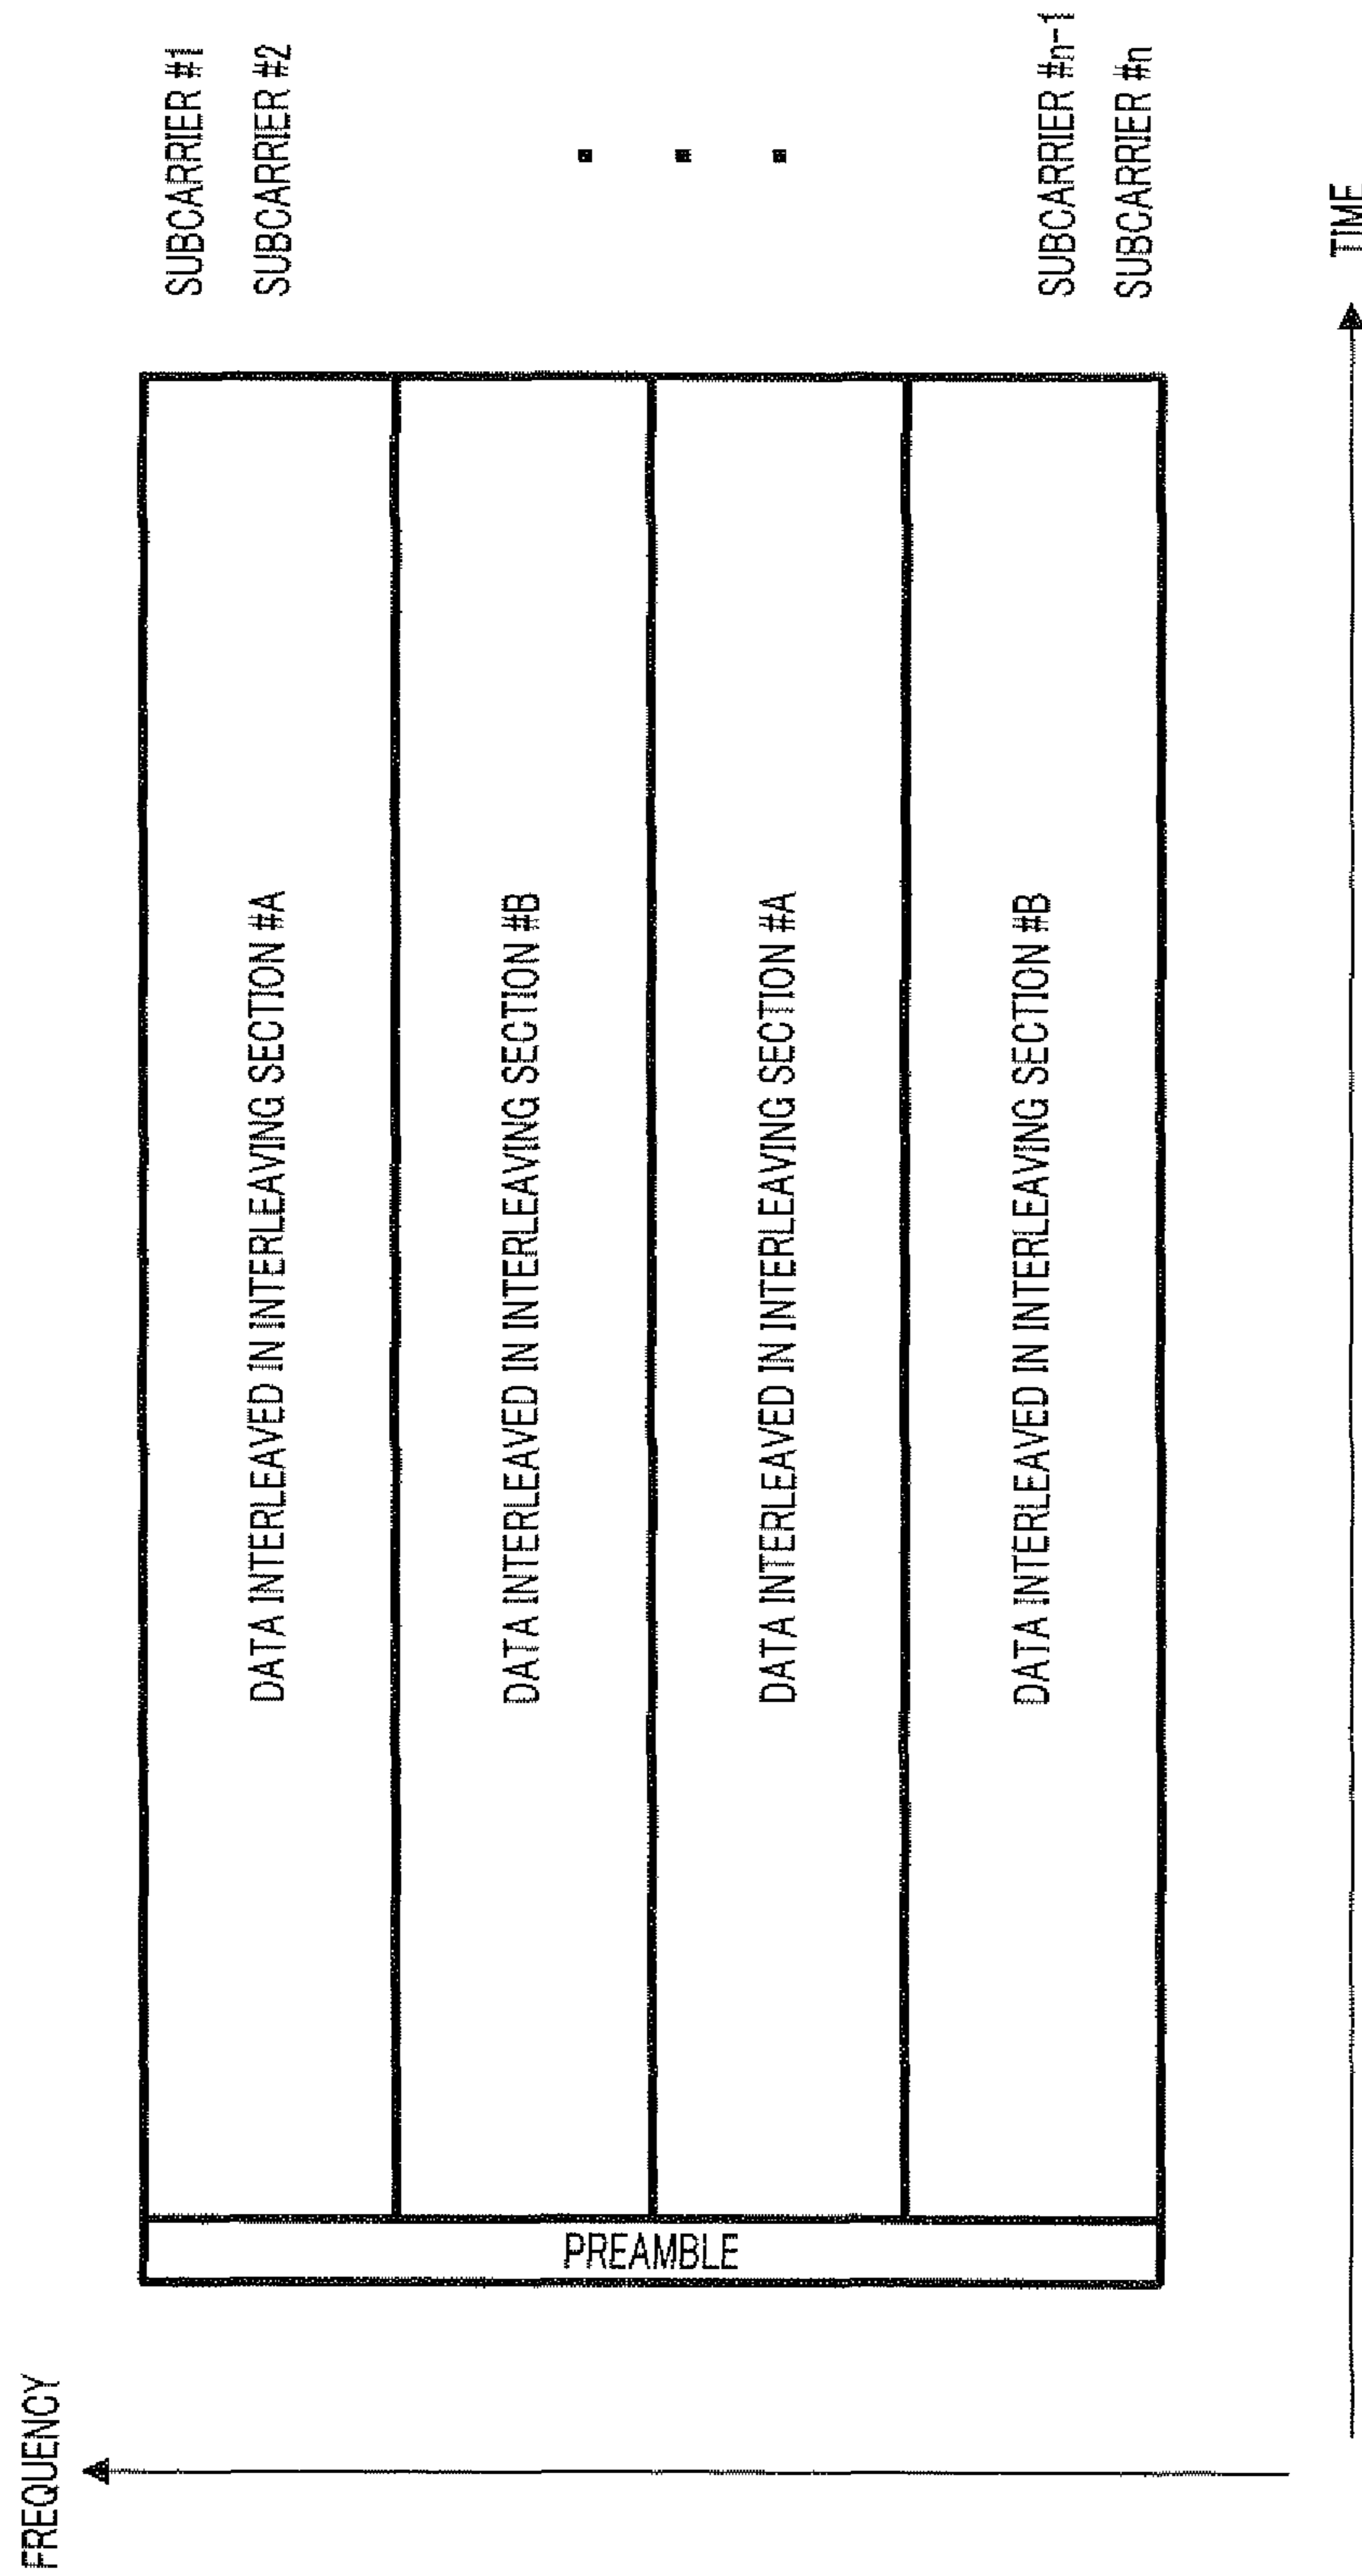 FREQUENCY
PREAMBLE
DATA INTERLEAVED IN INTERLEAVING SECTION #A
DATA INTERLEAVED IN INTERLEAVING SECTION #B
DATA INTERLEAVED IN INTERLEAVING SECTION #A
DATA INTERLEAVED IN INTERLEAVING SECTION #B
SUBCARRIER #1
SUBCARRIER #2
SUBCARRIER #n-1
SUBCARRIER #n
TIME